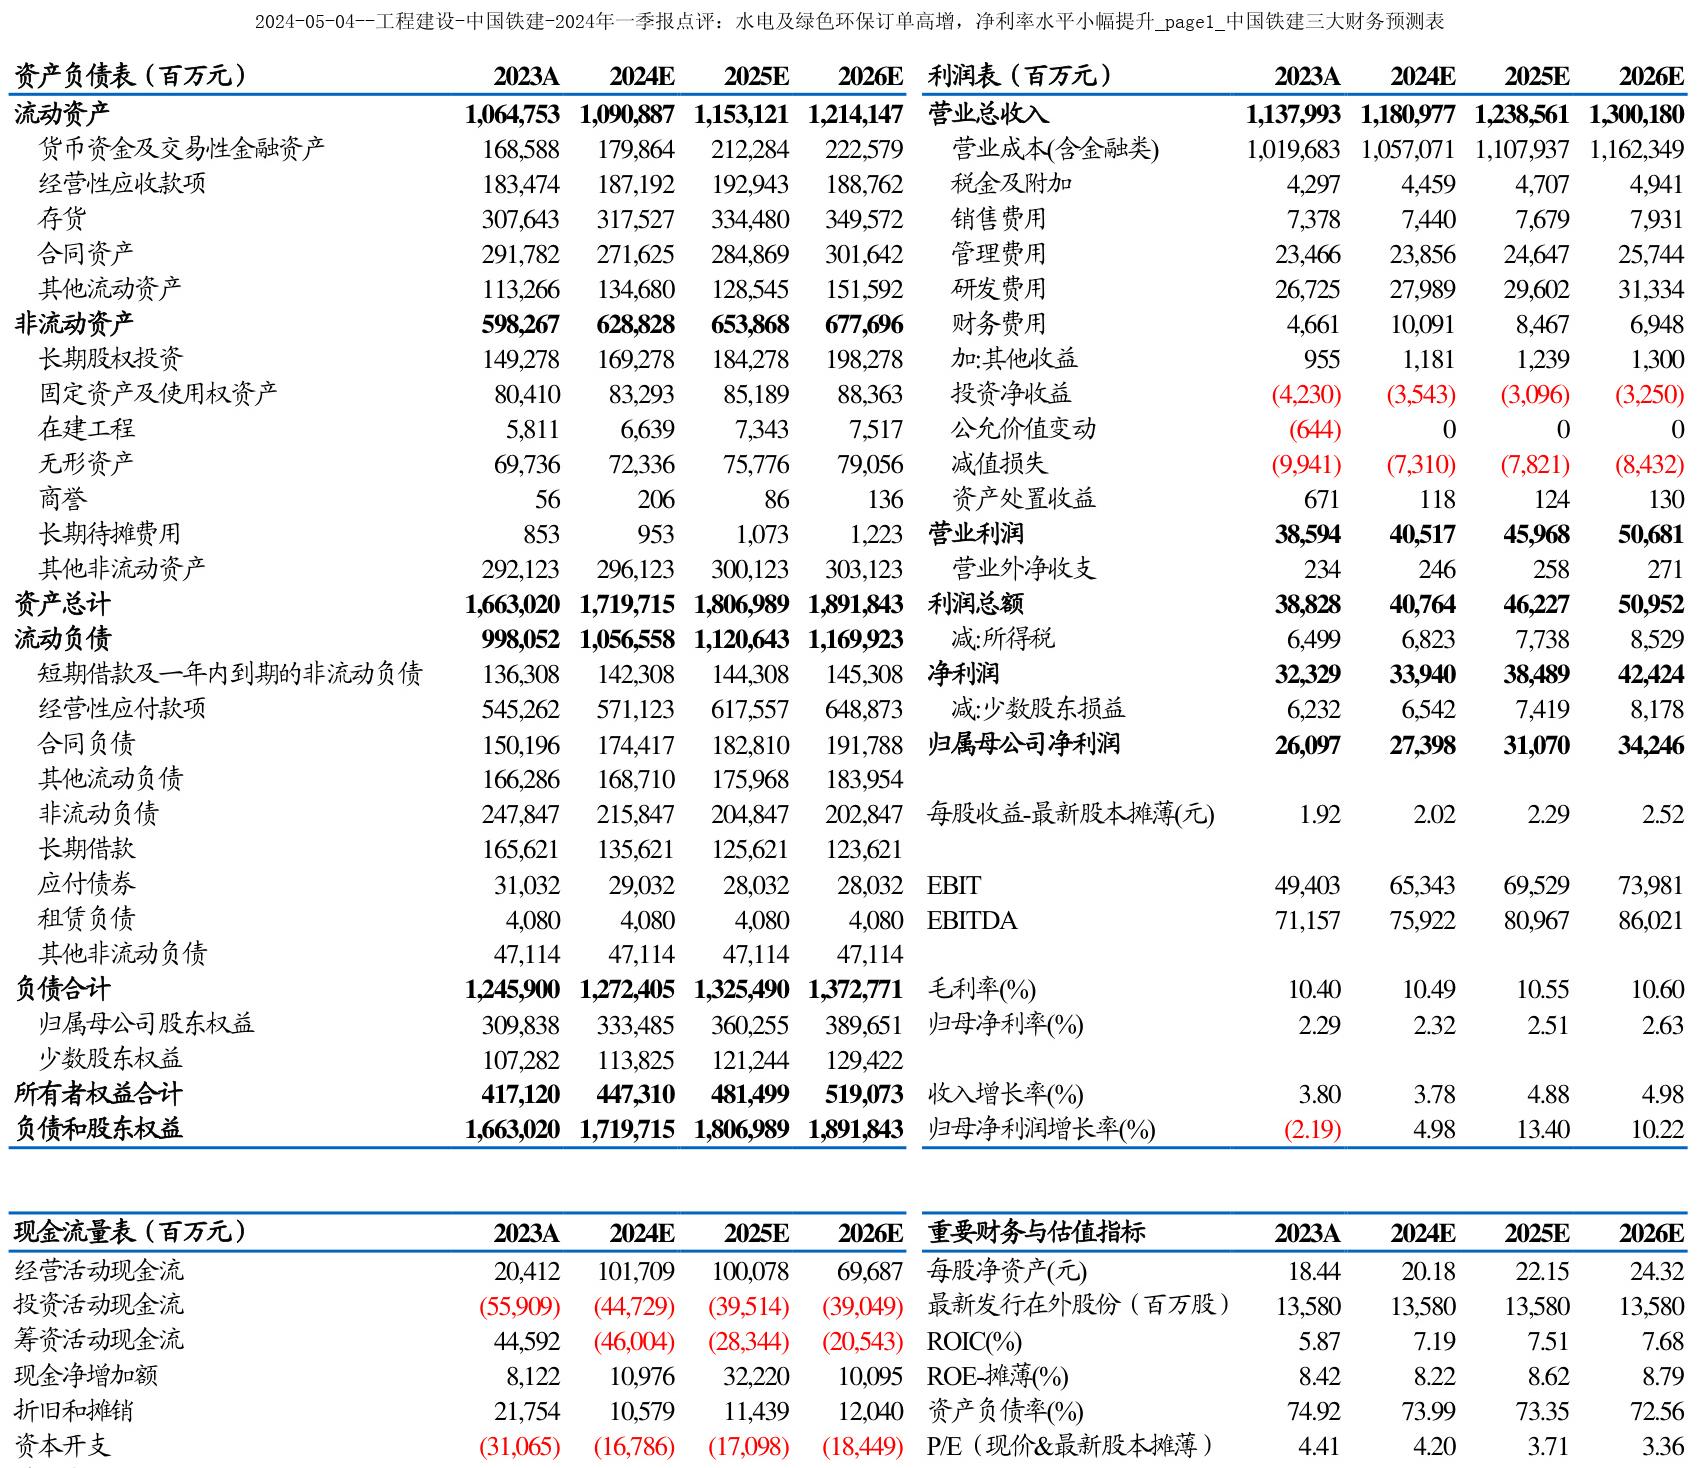 2024-05-04--工程建设-中国铁建-2024年一季报点评：水电及绿色环保订单高增，净利率水平小幅提升_page1_中国铁建三大财务预测表
资产负债表（百万元） 2023A 2024E 2025E 2026E 利润表（百万元） 2023A 2024E 2025E 2026E
流动资产 1,064,753 1,090,887 1,153,121 1,214,147 营业总收入 1,137,993 1,180,977 1,238,561 1,300,180
货币资金及交易性金融资产 168,588 179,864 212,284 222,579 营业成本(含金融类) 1,019,683 1,057,071 1,107,937 1,162,349
经营性应收款项 183,474 187,192 192,943 188,762 税金及附加 4,297 4,459 4,707 4,941
存货 307,643 317,527 334,480 349,572 销售费用 7,378 7,440 7,679 7,931
合同资产 291,782 271,625 284,869 301,642 管理费用 23,466 23,856 24,647 25,744
其他流动资产 113,266 134,680 128,545 151,592 研发费用 26,725 27,989 29,602 31,334
非流动资产 598,267 628,828 653,868 677,696 财务费用 4,661 10,091 8,467 6,948
长期股权投资 149,278 169,278 184,278 198,278 加:其他收益 955 1,181 1,239 1,300
固定资产及使用权资产 80,410 83,293 85,189 88,363 投资净收益 (4,230) (3,543) (3,096) (3,250)
在建工程 5,811 6,639 7,343 7,517 公允价值变动 (644) 0 0 0
无形资产 69,736 72,336 75,776 79,056 减值损失 (9,941) (7,310) (7,821) (8,432)
商誉 56 206 86 136 资产处置收益 671 118 124 130
长期待摊费用 853 953 1,073 1,223 营业利润 38,594 40,517 45,968 50,681
其他非流动资产 292,123 296,123 300,123 303,123 营业外净收支 234 246 258 271
资产总计 1,663,020 1,719,715 1,806,989 1,891,843 利润总额 38,828 40,764 46,227 50,952
流动负债 998,052 1,056,558 1,120,643 1,169,923 减:所得税 6,499 6,823 7,738 8,529
短期借款及一年内到期的非流动负债 136,308 142,308 144,308 145,308 净利润 32,329 33,940 38,489 42,424
经营性应付款项 545,262 571,123 617,557 648,873 减:少数股东损益 6,232 6,542 7,419 8,178
合同负债 150,196 174,417 182,810 191,788 归属母公司净利润 26,097 27,398 31,070 34,246
其他流动负债 166,286 168,710 175,968 183,954
非流动负债 247,847 215,847 204,847 202,847 每股收益-最新股本摊薄(元) 1.92 2.02 2.29 2.52
长期借款 165,621 135,621 125,621 123,621
应付债券 31,032 29,032 28,032 28,032 EBIT 49,403 65,343 69,529 73,981
租赁负债 4,080 4,080 4,080 4,080 EBITDA 71,157 75,922 80,967 86,021
其他非流动负债 47,114 47,114 47,114 47,114
负债合计 1,245,900 1,272,405 1,325,490 1,372,771 毛利率(%) 10.40 10.49 10.55 10.60
归属母公司股东权益 309,838 333,485 360,255 389,651 归母净利率(%) 2.29 2.32 2.51 2.63
少数股东权益 107,282 113,825 121,244 129,422
所有者权益合计 417,120 447,310 481,499 519,073 收入增长率(%) 3.80 3.78 4.88 4.98
负债和股东权益 1,663,020 1,719,715 1,806,989 1,891,843 归母净利润增长率(%) (2.19) 4.98 13.40 10.22
现金流量表（百万元） 2023A 2024E 2025E 2026E 重要财务与估值指标 2023A 2024E 2025E 2026E
经营活动现金流 20,412 101,709 100,078 69,687 每股净资产(元) 18.44 20.18 22.15 24.32
投资活动现金流 (55,909) (44,729) (39,514) (39,049) 最新发行在外股份（百万股） 13,580 13,580 13,580 13,580
筹资活动现金流 44,592 (46,004) (28,344) (20,543) ROIC(%) 5.87 7.19 7.51 7.68
现金净增加额 8,122 10,976 32,220 10,095 ROE-摊薄(%) 8.42 8.22 8.62 8.79
折旧和摊销 21,754 10,579 11,439 12,040 资产负债率(%) 74.92 73.99 73.35 72.56
资本开支 (31,065) (16,786) (17,098) (18,449) P/E（现价&最新股本摊薄） 4.41 4.20 3.71 3.36